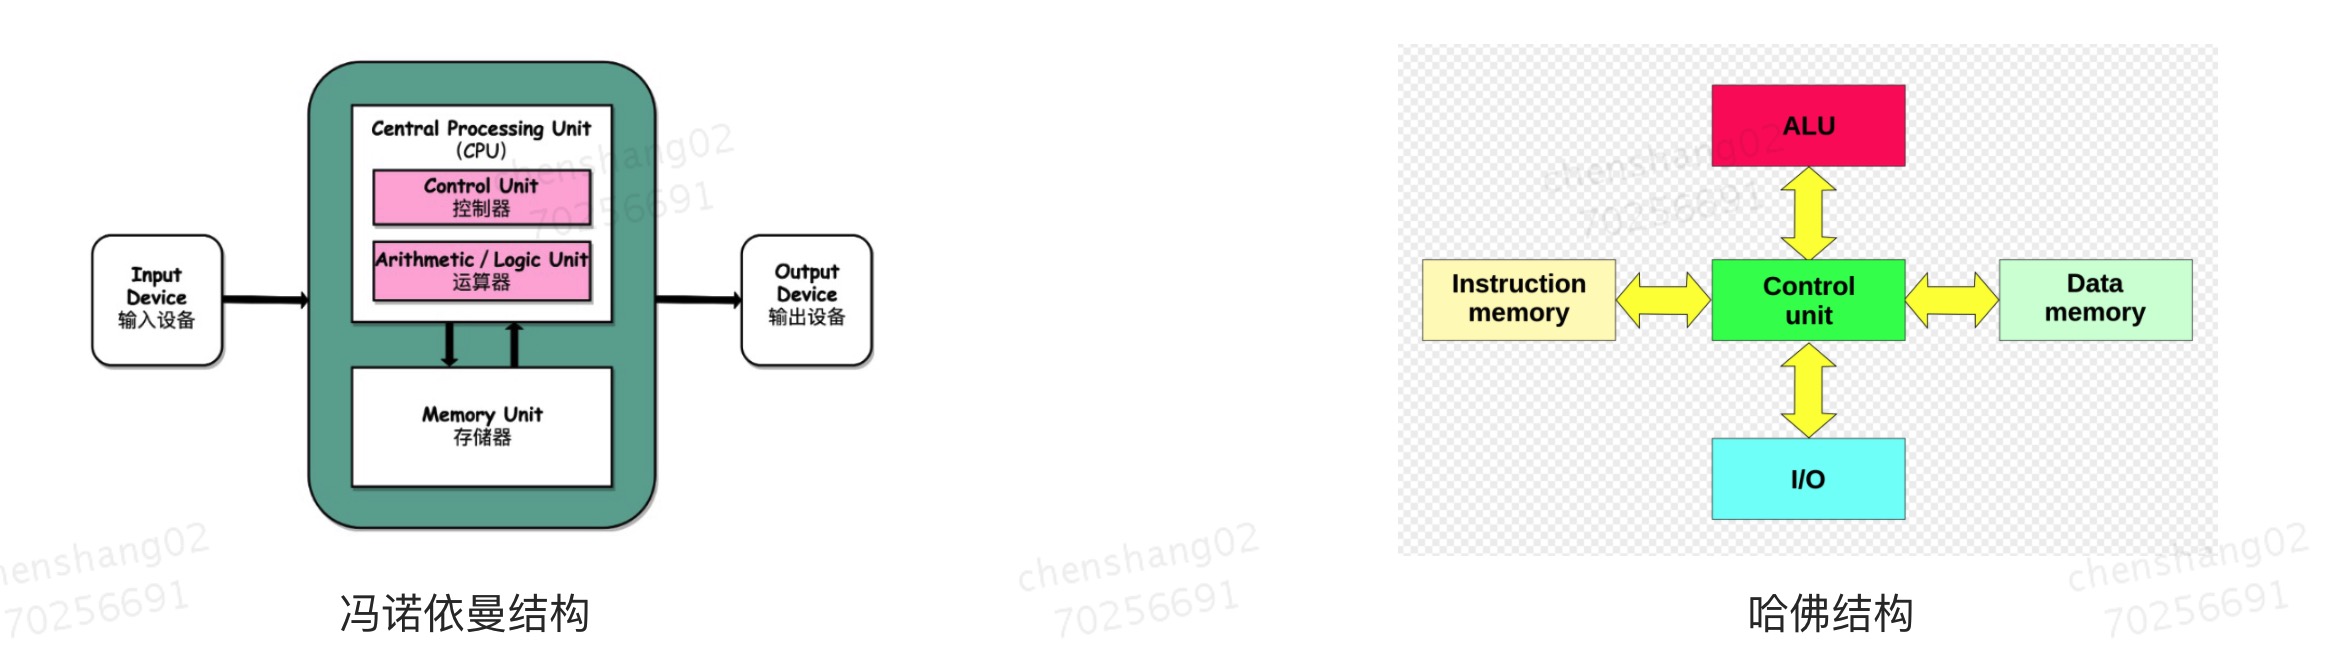 Central Processing Unit
(CPU)
Control Unit
控制器
Arithmetic / Logic Unit
运算器
Input
Device
输入设备
Output
Device
输出设备
Memory Unit
存储器
冯诺依曼结构
ALU
Instruction
memory
Control
unit
Data
memory
I/O
哈佛结构
chenshang02
70256691
chenshang02
70256691
henshang02
70256691
chenshang02
70256691
chenshang02
70256691